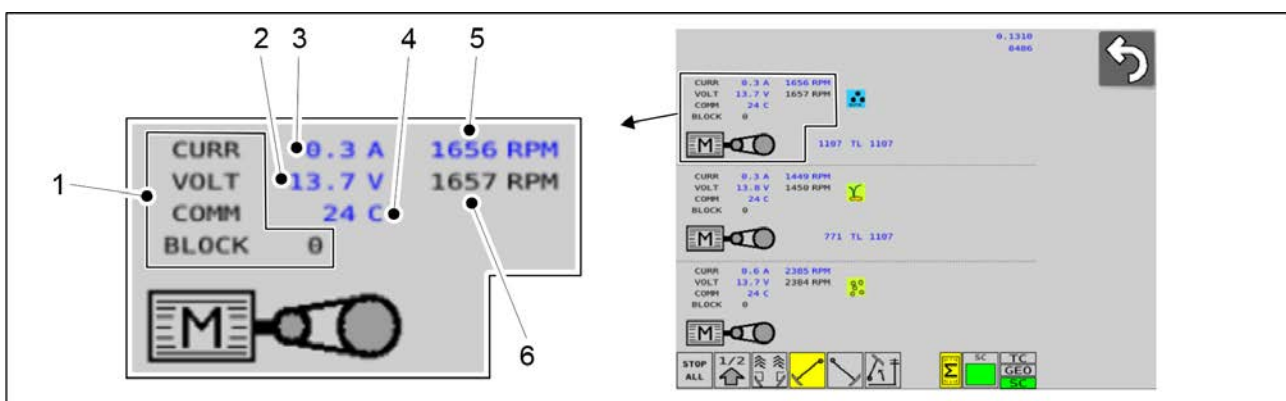 2 3 4 5
1
6
CURR 0.3 A 1656 RPM
VOLT 13.7 V 1657 RPM
COMM 24 C
BLOCK 0
M
0.1310
0406
CURR 0.3 A 1656 RPM
VOLT 13.7 V 1657 RPM
COMM 24 C
BLOCK 0
M
1107 TL 1107
CURR 0.3 A 1449 RPM
VOLT 13.8 V 1450 RPM
COMM 24 C
BLOCK 0
M
771 TL 1107
CURR 0.6 A 2385 RPM
VOLT 13.7 V 2384 RPM
COMM 24 C
BLOCK 0
M
STOP ALL
1/2
Σ
SC
TC
GEO
SC